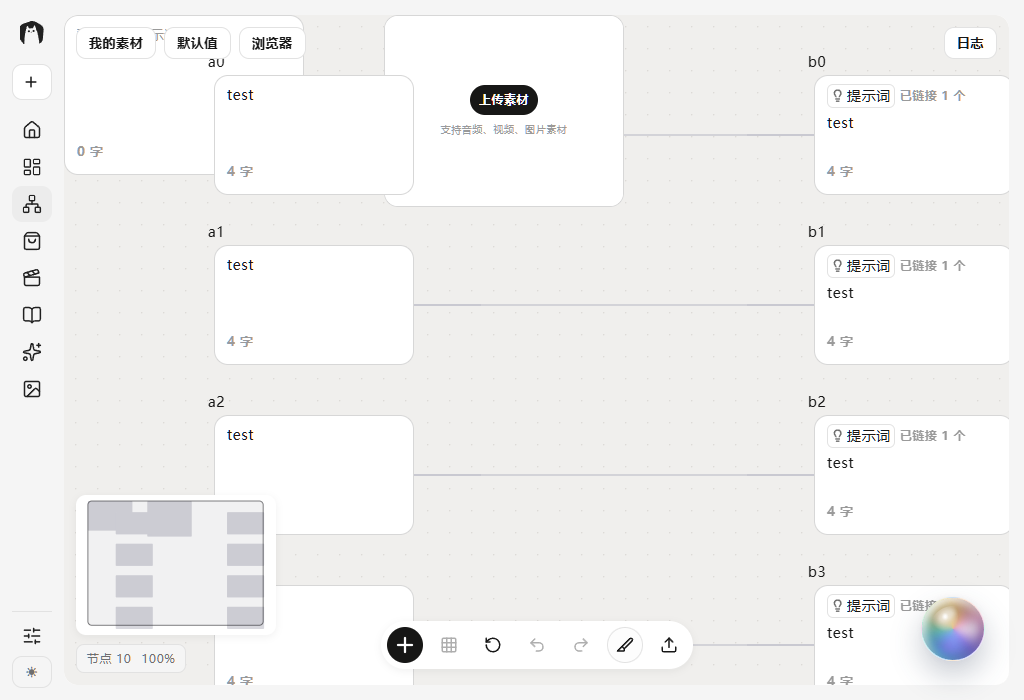 我的素材
默认值
浏览器
日志
示
0 字
a0
test
4 字
上传素材
支持音频、视频、图片素材
b0
提示词 已链接 1 个
test
4 字
a1
test
4 字
b1
提示词 已链接 1 个
test
4 字
a2
test
b2
提示词 已链接 1 个
test
4 字
4 字
b3
提示词 已链接
test
4 字
节点 10 100%